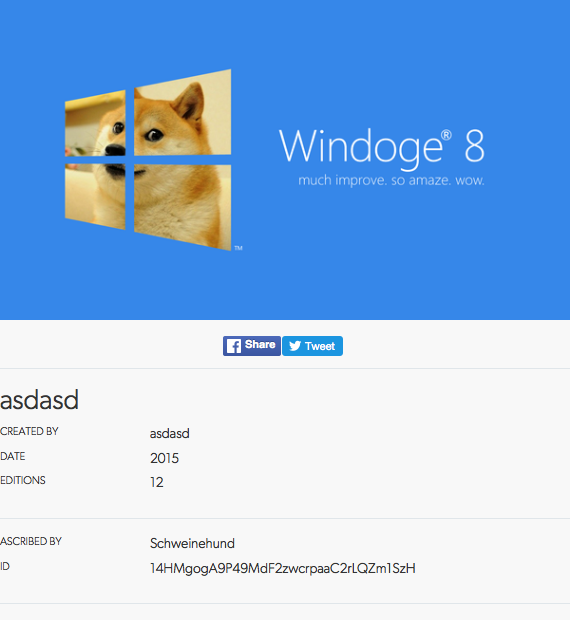 Windoge® 8
much improve. so amaze. wow.
TM
Share
Tweet
asdasd
CREATED BY asdasd
DATE 2015
EDITIONS 12
ASCRIBED BY Schweinehund
ID 14HMgogA9P49MdF2zwcrpaaC2rLQZm1SzH